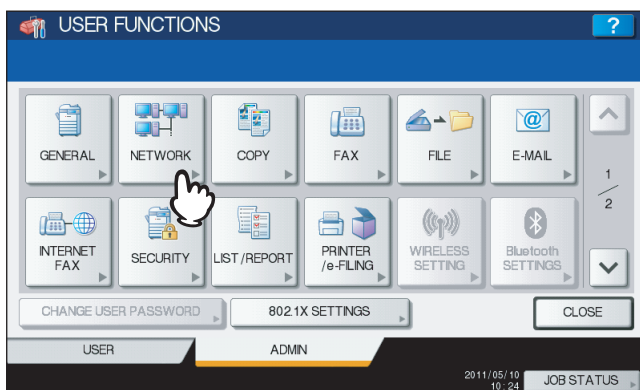 USER FUNCTIONS
?
GENERAL
NETWORK
COPY
FAX
FILE
@
E-MAIL
1
2
INTERNET
FAX
SECURITY
LIST/REPORT
PRINTER
/e-FILING
WIRELESS
SETTING
Bluetooth
SETTINGS
CHANGE USER PASSWORD
802.1X SETTINGS
CLOSE
USER
ADMIN
2011/05/10
10:24
JOB STATUS